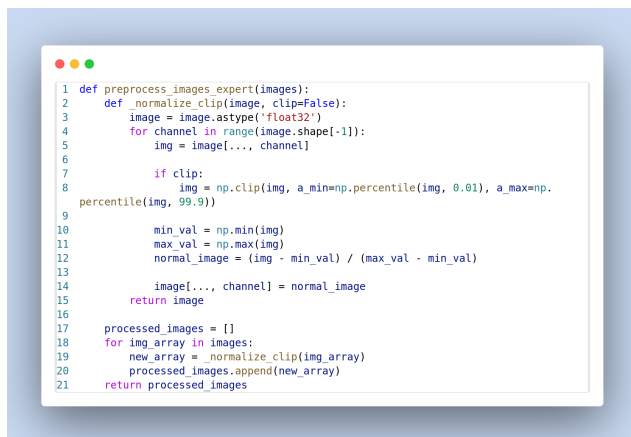 1 def preprocess_images_expert(images):
2     def _normalize_clip(image, clip=False):
3         image = image.astype('float32')
4         for channel in range(image.shape[-1]):
5             img = image[..., channel]
6
7             if clip:
8                 img = np.clip(img, a_min=np.percentile(img, 0.01), a_max=np.
percentile(img, 99.9))
9
10             min_val = np.min(img)
11             max_val = np.max(img)
12             normal_image = (img - min_val) / (max_val - min_val)
13
14             image[..., channel] = normal_image
15         return image
16
17     processed_images = []
18     for img_array in images:
19         new_array = _normalize_clip(img_array)
20         processed_images.append(new_array)
21     return processed_images